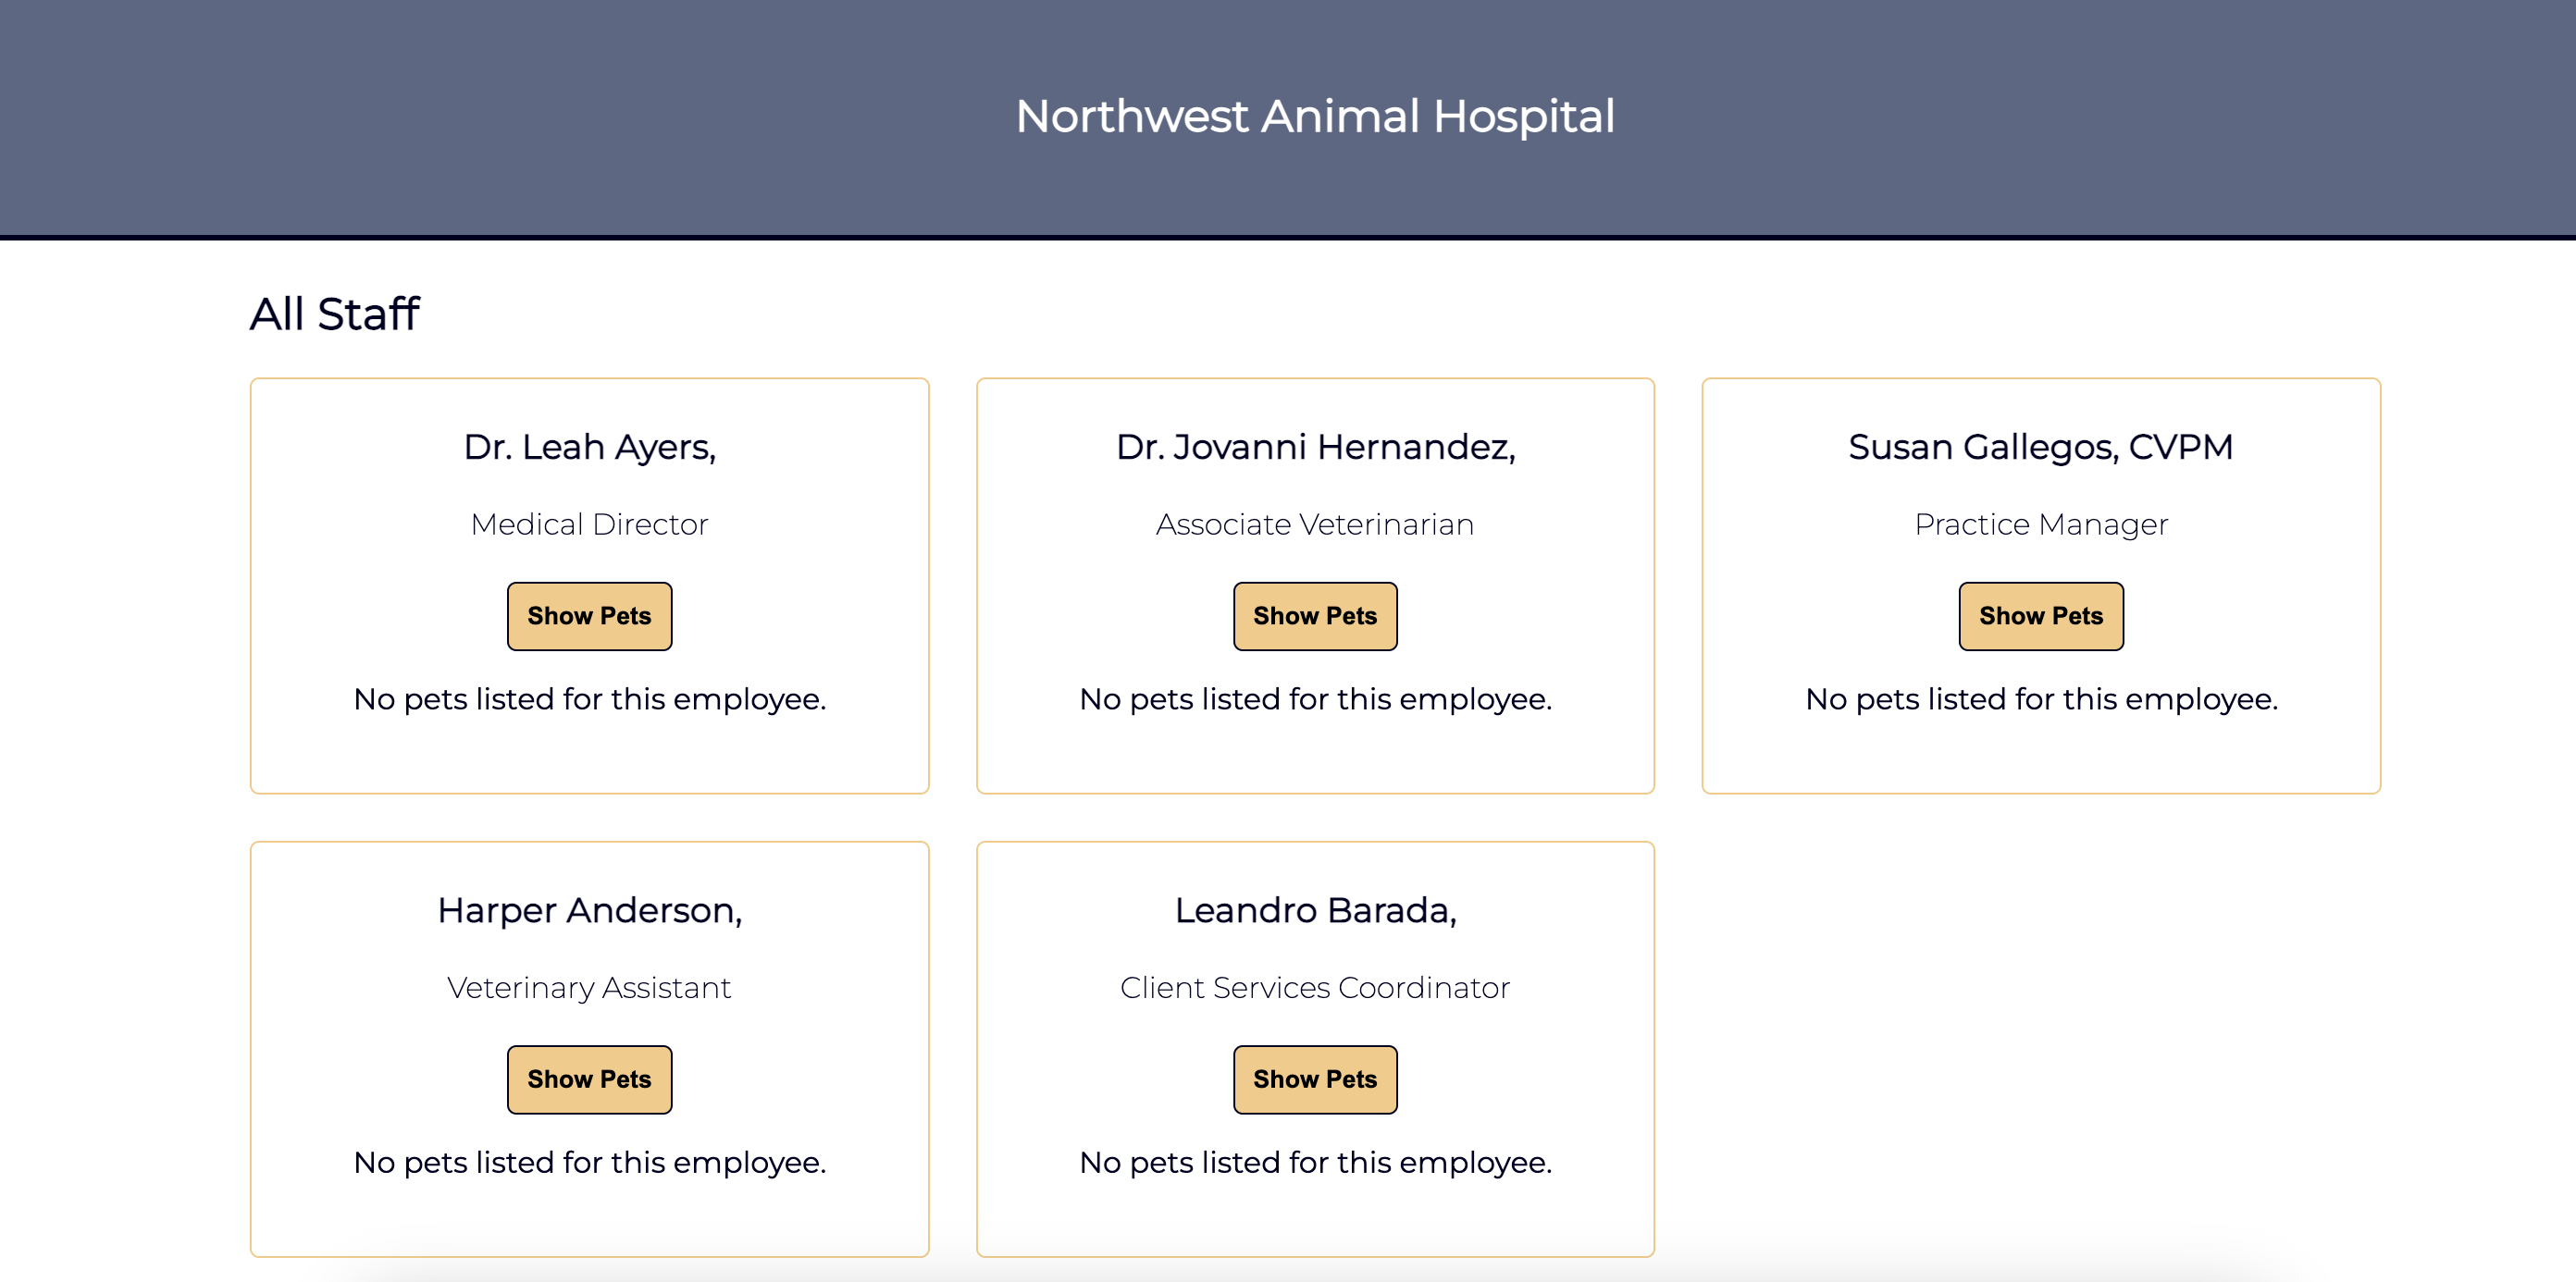 Northwest Animal Hospital
All Staff
Dr. Leah Ayers,
Medical Director
Show Pets
No pets listed for this employee.
Dr. Jovanni Hernandez,
Associate Veterinarian
Show Pets
No pets listed for this employee.
Susan Gallegos, CVPM
Practice Manager
Show Pets
No pets listed for this employee.
Harper Anderson,
Veterinary Assistant
Show Pets
No pets listed for this employee.
Leandro Barada,
Client Services Coordinator
Show Pets
No pets listed for this employee.